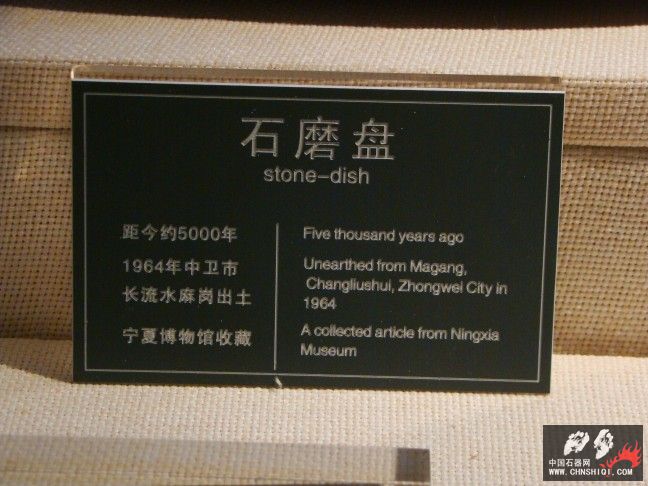 石磨盘
stone-dish
距今约5000年
1964年中卫市
长流水麻岗出土
宁夏博物馆收藏
Five thousand years ago
Unearthed from Magang,
Changliushui, Zhongwei City in
1964
A collected article from Ningxia
Museum
中国石器网
WWW.CHNSHIQI.COM